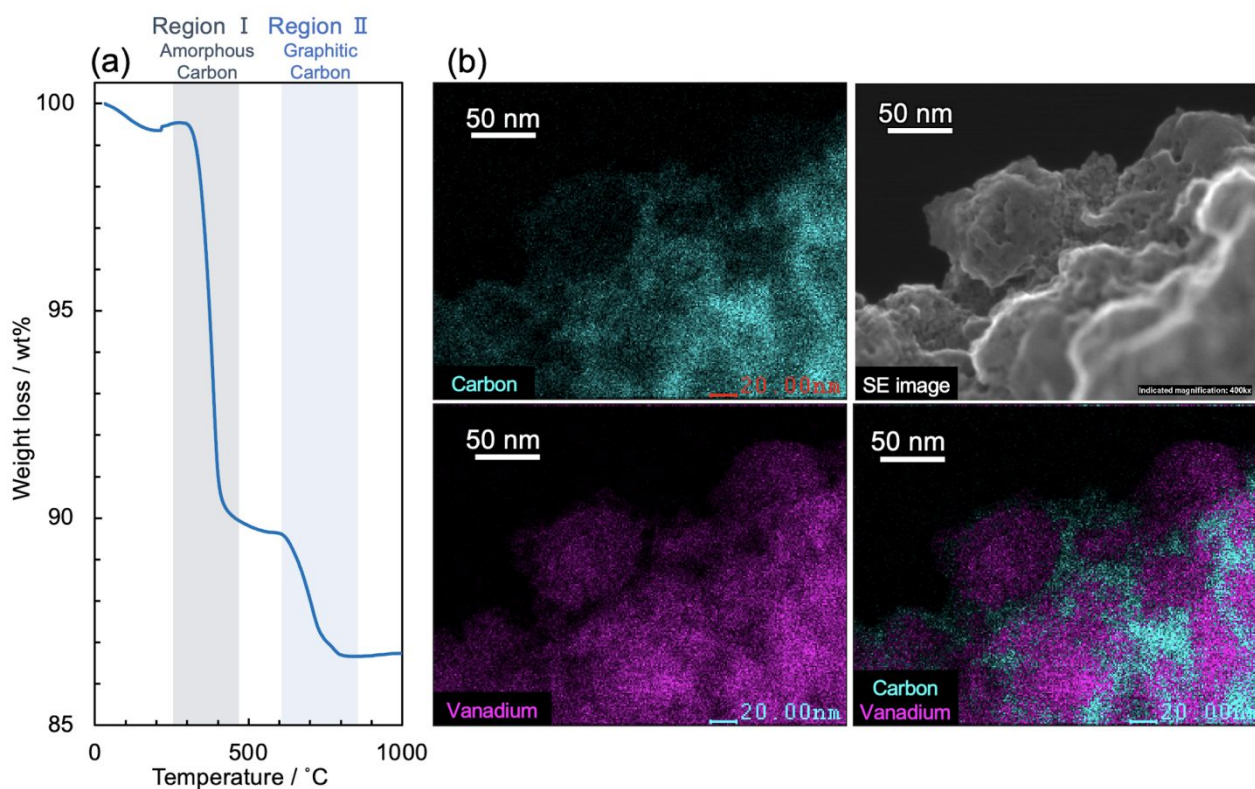 Region Ⅰ
Amorphous
Carbon
Region Ⅱ
Graphitic
Carbon
(a)
100
95
90
85
Weight loss / wt%
0
500
1000
Temperature / ˚C
(b)
50 nm
Carbon
20.00nm
50 nm
SE image
Indicated magnification: 400kx
50 nm
Vanadium
20.00nm
50 nm
Carbon
Vanadium
20.00nm